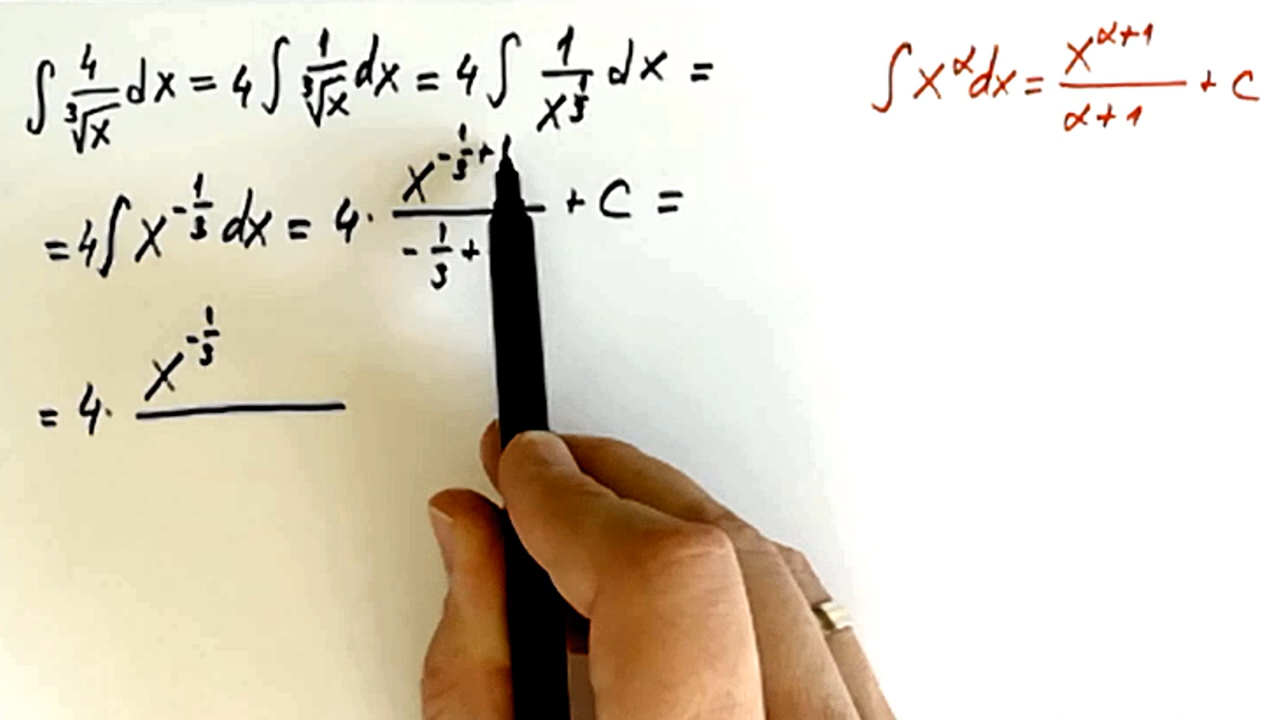 ∫ 4/∛x dx = 4 ∫ 1/∛x dx = 4 ∫ 1/x^(1/3) dx =
∫ x^α dx = x^(α+1)/(α+1) + C
= 4 ∫ x^(-1/3) dx = 4 · x^(-1/3+1)/(-1/3+ + C =
= 4 · x^(-1/3)